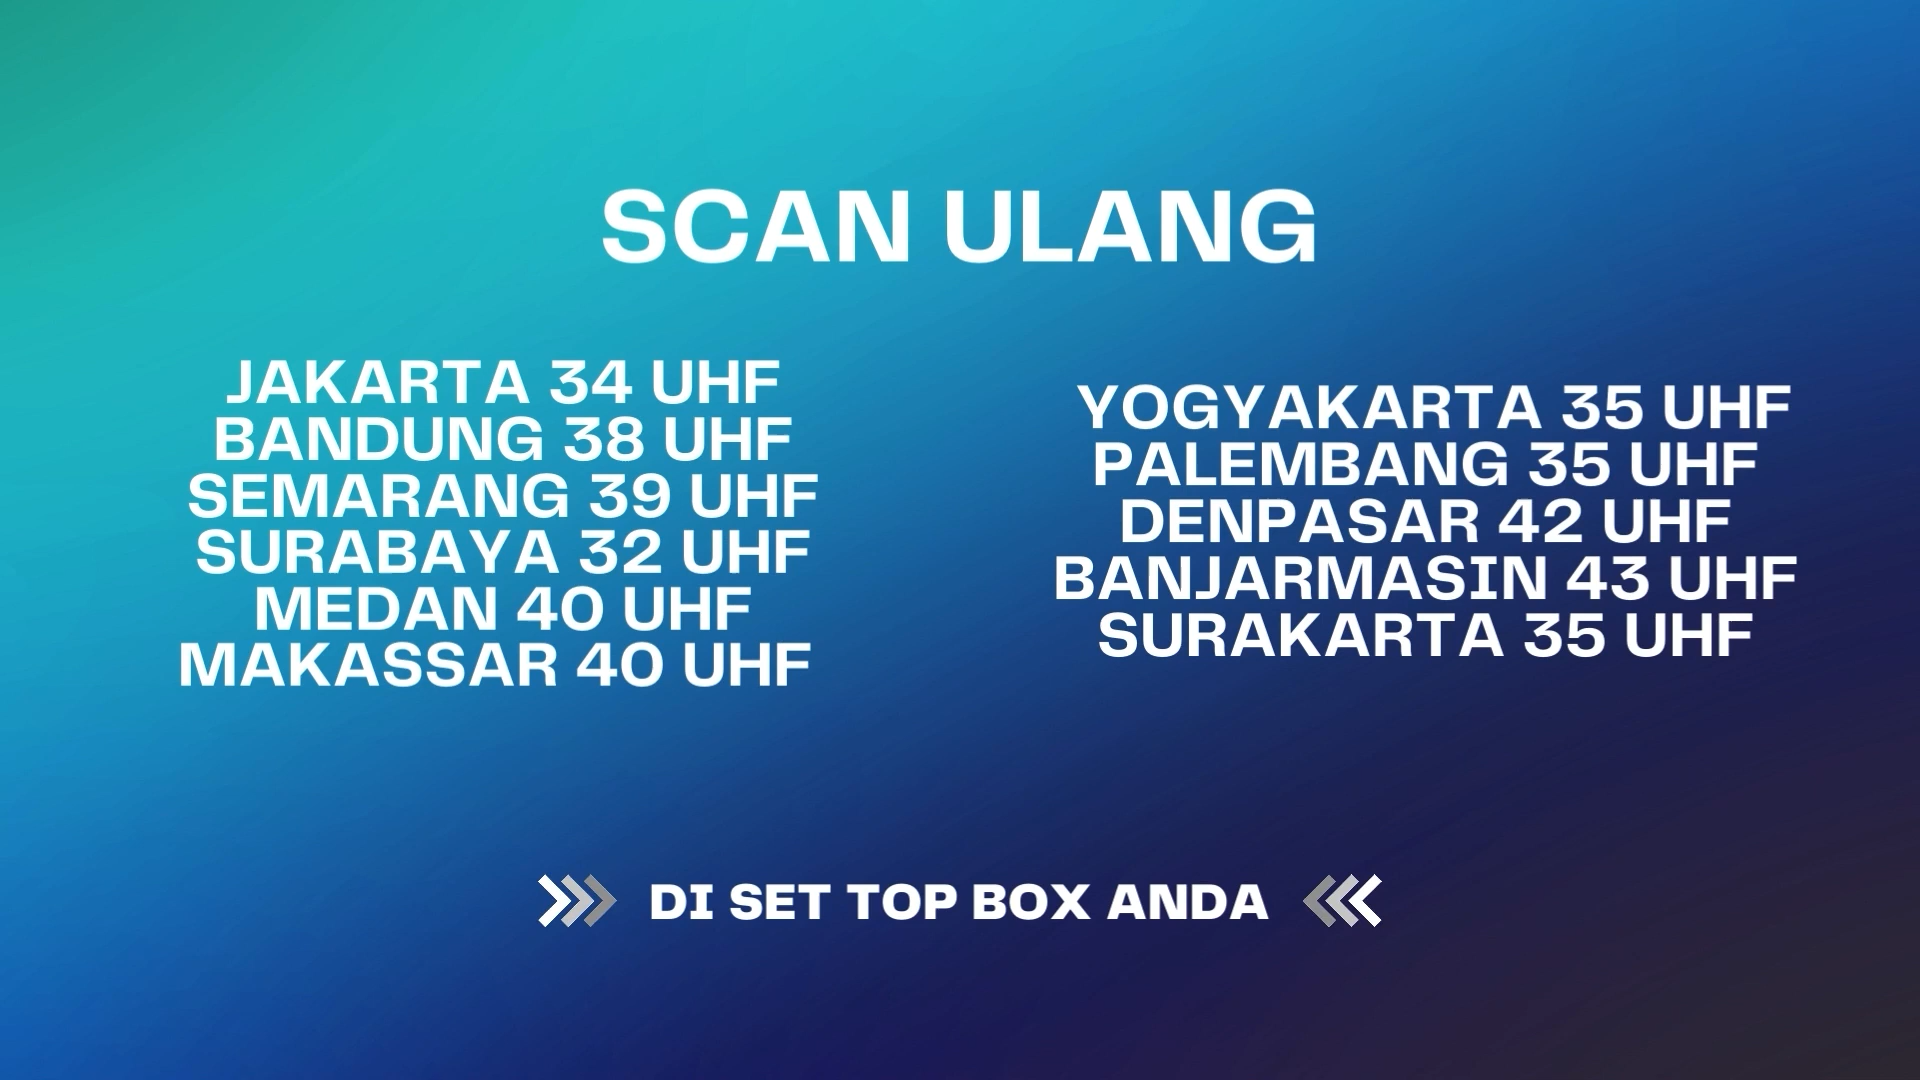 SCAN ULANG
JAKARTA 34 UHF
BANDUNG 38 UHF
SEMARANG 39 UHF
SURABAYA 32 UHF
MEDAN 40 UHF
MAKASSAR 40 UHF
YOGYAKARTA 35 UHF
PALEMBANG 35 UHF
DENPASAR 42 UHF
BANJARMASIN 43 UHF
SURAKARTA 35 UHF
DI SET TOP BOX ANDA